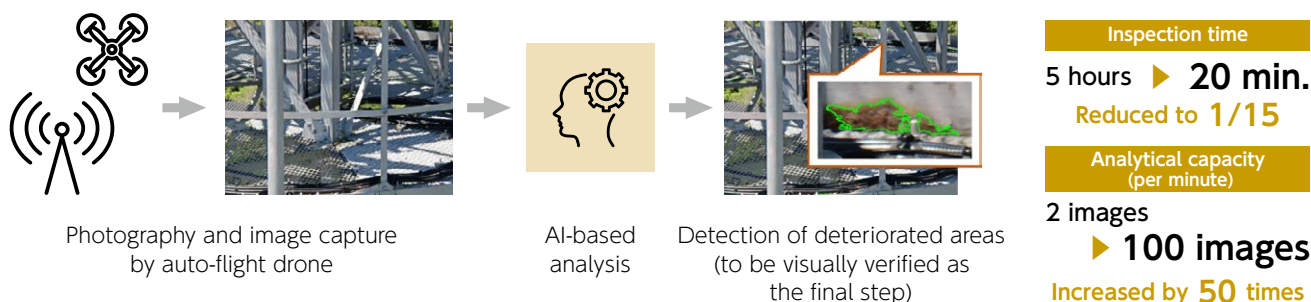 Photography and image capture
by auto-flight drone
AI-based
analysis
Detection of deteriorated areas
(to be visually verified as
the final step)
Inspection time
5 hours ▶ 20 min.
Reduced to 1/15
Analytical capacity
(per minute)
2 images
▶ 100 images
Increased by 50 times